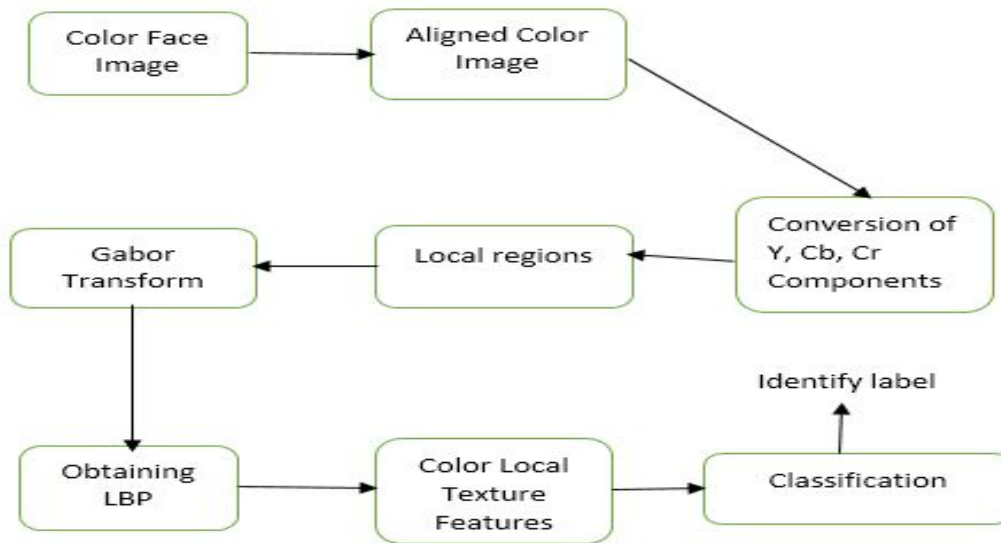 Color Face
Image
Aligned Color
Image
Conversion of
Y, Cb, Cr
Components
Local regions
Gabor
Transform
Obtaining
LBP
Color Local
Texture
Features
Classification
Identify label